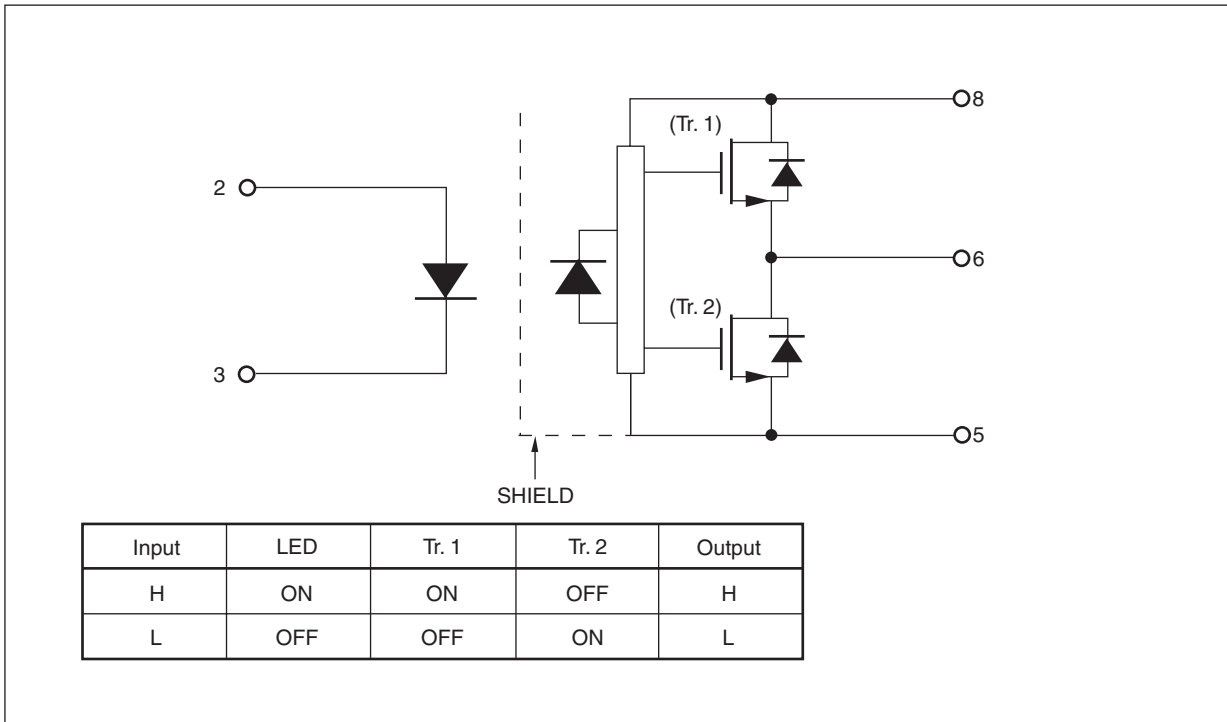 8
(Tr. 1)
2
6
(Tr. 2)
3
5
SHIELD
Input LED Tr. 1 Tr. 2 Output
H ON ON OFF H
L OFF OFF ON L